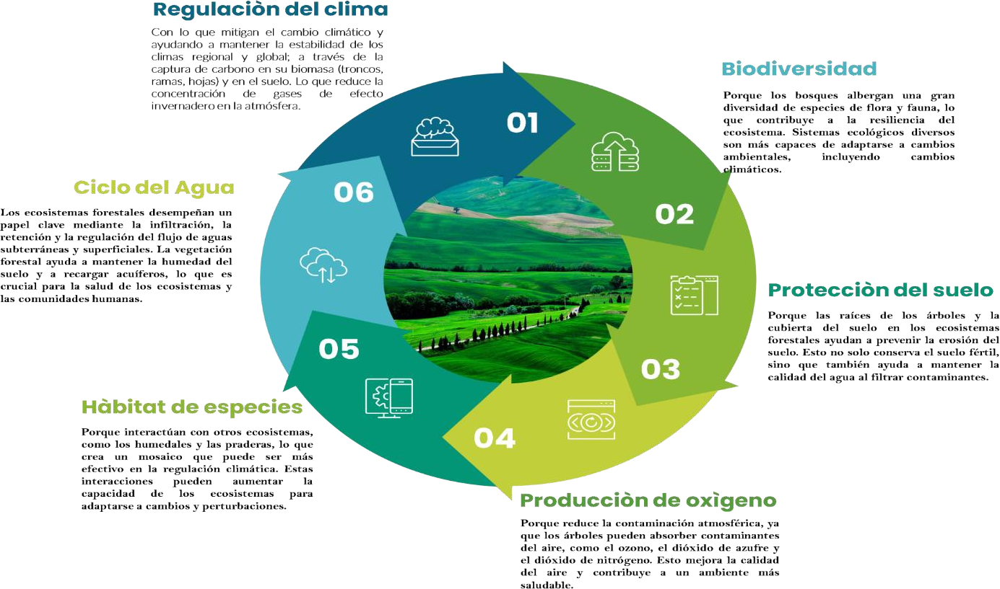 Regulaciòn del clima
Con lo que mitigan el cambio climático y
ayudando a mantener la estabilidad de los
climas regional y global; a través de la
captura de carbono en su biomasa (troncos,
ramas, hojas) y en el suelo. Lo que reduce la
concentración de gases de efecto
invernadero en la atmósfera.
01
Biodiversidad
Porque los bosques albergan una gran
diversidad de especies de flora y fauna, lo
que contribuye a la resiliencia del
ecosistema. Sistemas ecológicos diversos
son más capaces de adaptarse a cambios
ambientales, incluyendo cambios
climáticos.
02
Protecciòn del suelo
Porque las raíces de los árboles y la
cubierta del suelo en los ecosistemas
forestales ayudan a prevenir la erosión del
suelo. Esto no solo conserva el suelo fértil,
sino que también ayuda a mantener la
calidad del agua al filtrar contaminantes.
03
Producciòn de oxìgeno
Porque reduce la contaminación atmosférica, ya
que los árboles pueden absorber contaminantes
del aire, como el ozono, el dióxido de azufre y
el dióxido de nitrógeno. Esto mejora la calidad
del aire y contribuye a un ambiente más
saludable.
04
Hàbitat de especies
Porque interactúan con otros ecosistemas,
como los humedales y las praderas, lo que
crea un mosaico que puede ser más
efectivo en la regulación climática. Estas
interacciones pueden aumentar la
capacidad de los ecosistemas para
adaptarse a cambios y perturbaciones.
05
Ciclo del Agua
Los ecosistemas forestales desempeñan un
papel clave mediante la infiltración, la
retención y la regulación del flujo de aguas
subterráneas y superficiales. La vegetación
forestal ayuda a mantener la humedad del
suelo y a recargar acuíferos, lo que es
crucial para la salud de los ecosistemas y
las comunidades humanas.
06